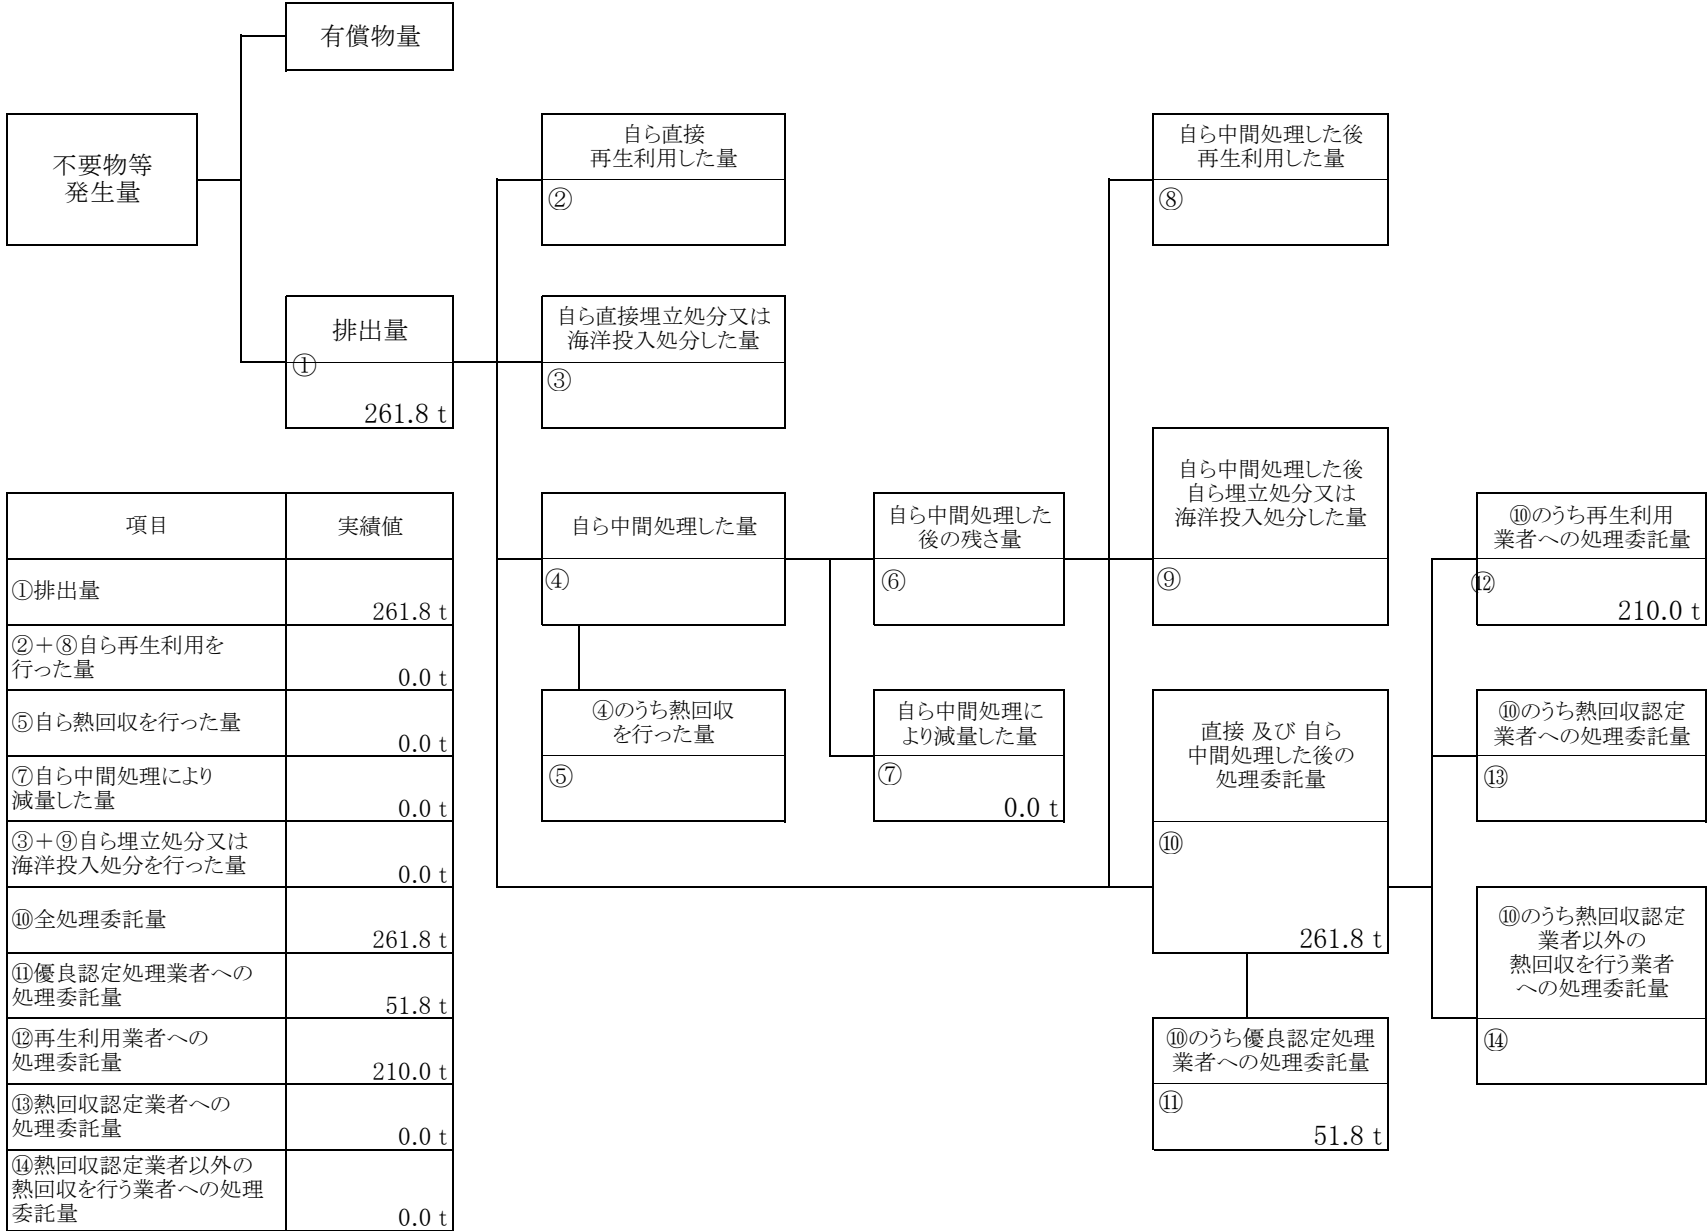 有償物量
不要物等
発生量
自ら直接
再生利用した量
②
自ら中間処理した後
再生利用した量
⑧
排出量
①
261.8 t
自ら直接埋立処分又は
海洋投入処分した量
③
自ら中間処理した量
④
自ら中間処理した
後の残さ量
⑥
自ら中間処理した後
自ら埋立処分又は
海洋投入処分した量
⑨
⑩のうち再生利用
業者への処理委託量
⑫
210.0 t
④のうち熱回収
を行った量
⑤
自ら中間処理に
より減量した量
⑦
0.0 t
直接 及び 自ら
中間処理した後の
処理委託量
⑩
261.8 t
⑩のうち熱回収認定
業者への処理委託量
⑬
⑩のうち熱回収認定
業者以外の
熱回収を行う業者
への処理委託量
⑭
⑩のうち優良認定処理
業者への処理委託量
⑪
51.8 t
項目 実績値
①排出量
261.8 t
②+⑧自ら再生利用を
行った量
0.0 t
⑤自ら熱回収を行った量
0.0 t
⑦自ら中間処理により
減量した量
0.0 t
③+⑨自ら埋立処分又は
海洋投入処分を行った量
0.0 t
⑩全処理委託量
261.8 t
⑪優良認定処理業者への
処理委託量
51.8 t
⑫再生利用業者への
処理委託量
210.0 t
⑬熱回収認定業者への
処理委託量
0.0 t
⑭熱回収認定業者以外の
熱回収を行う業者への処理
委託量
0.0 t